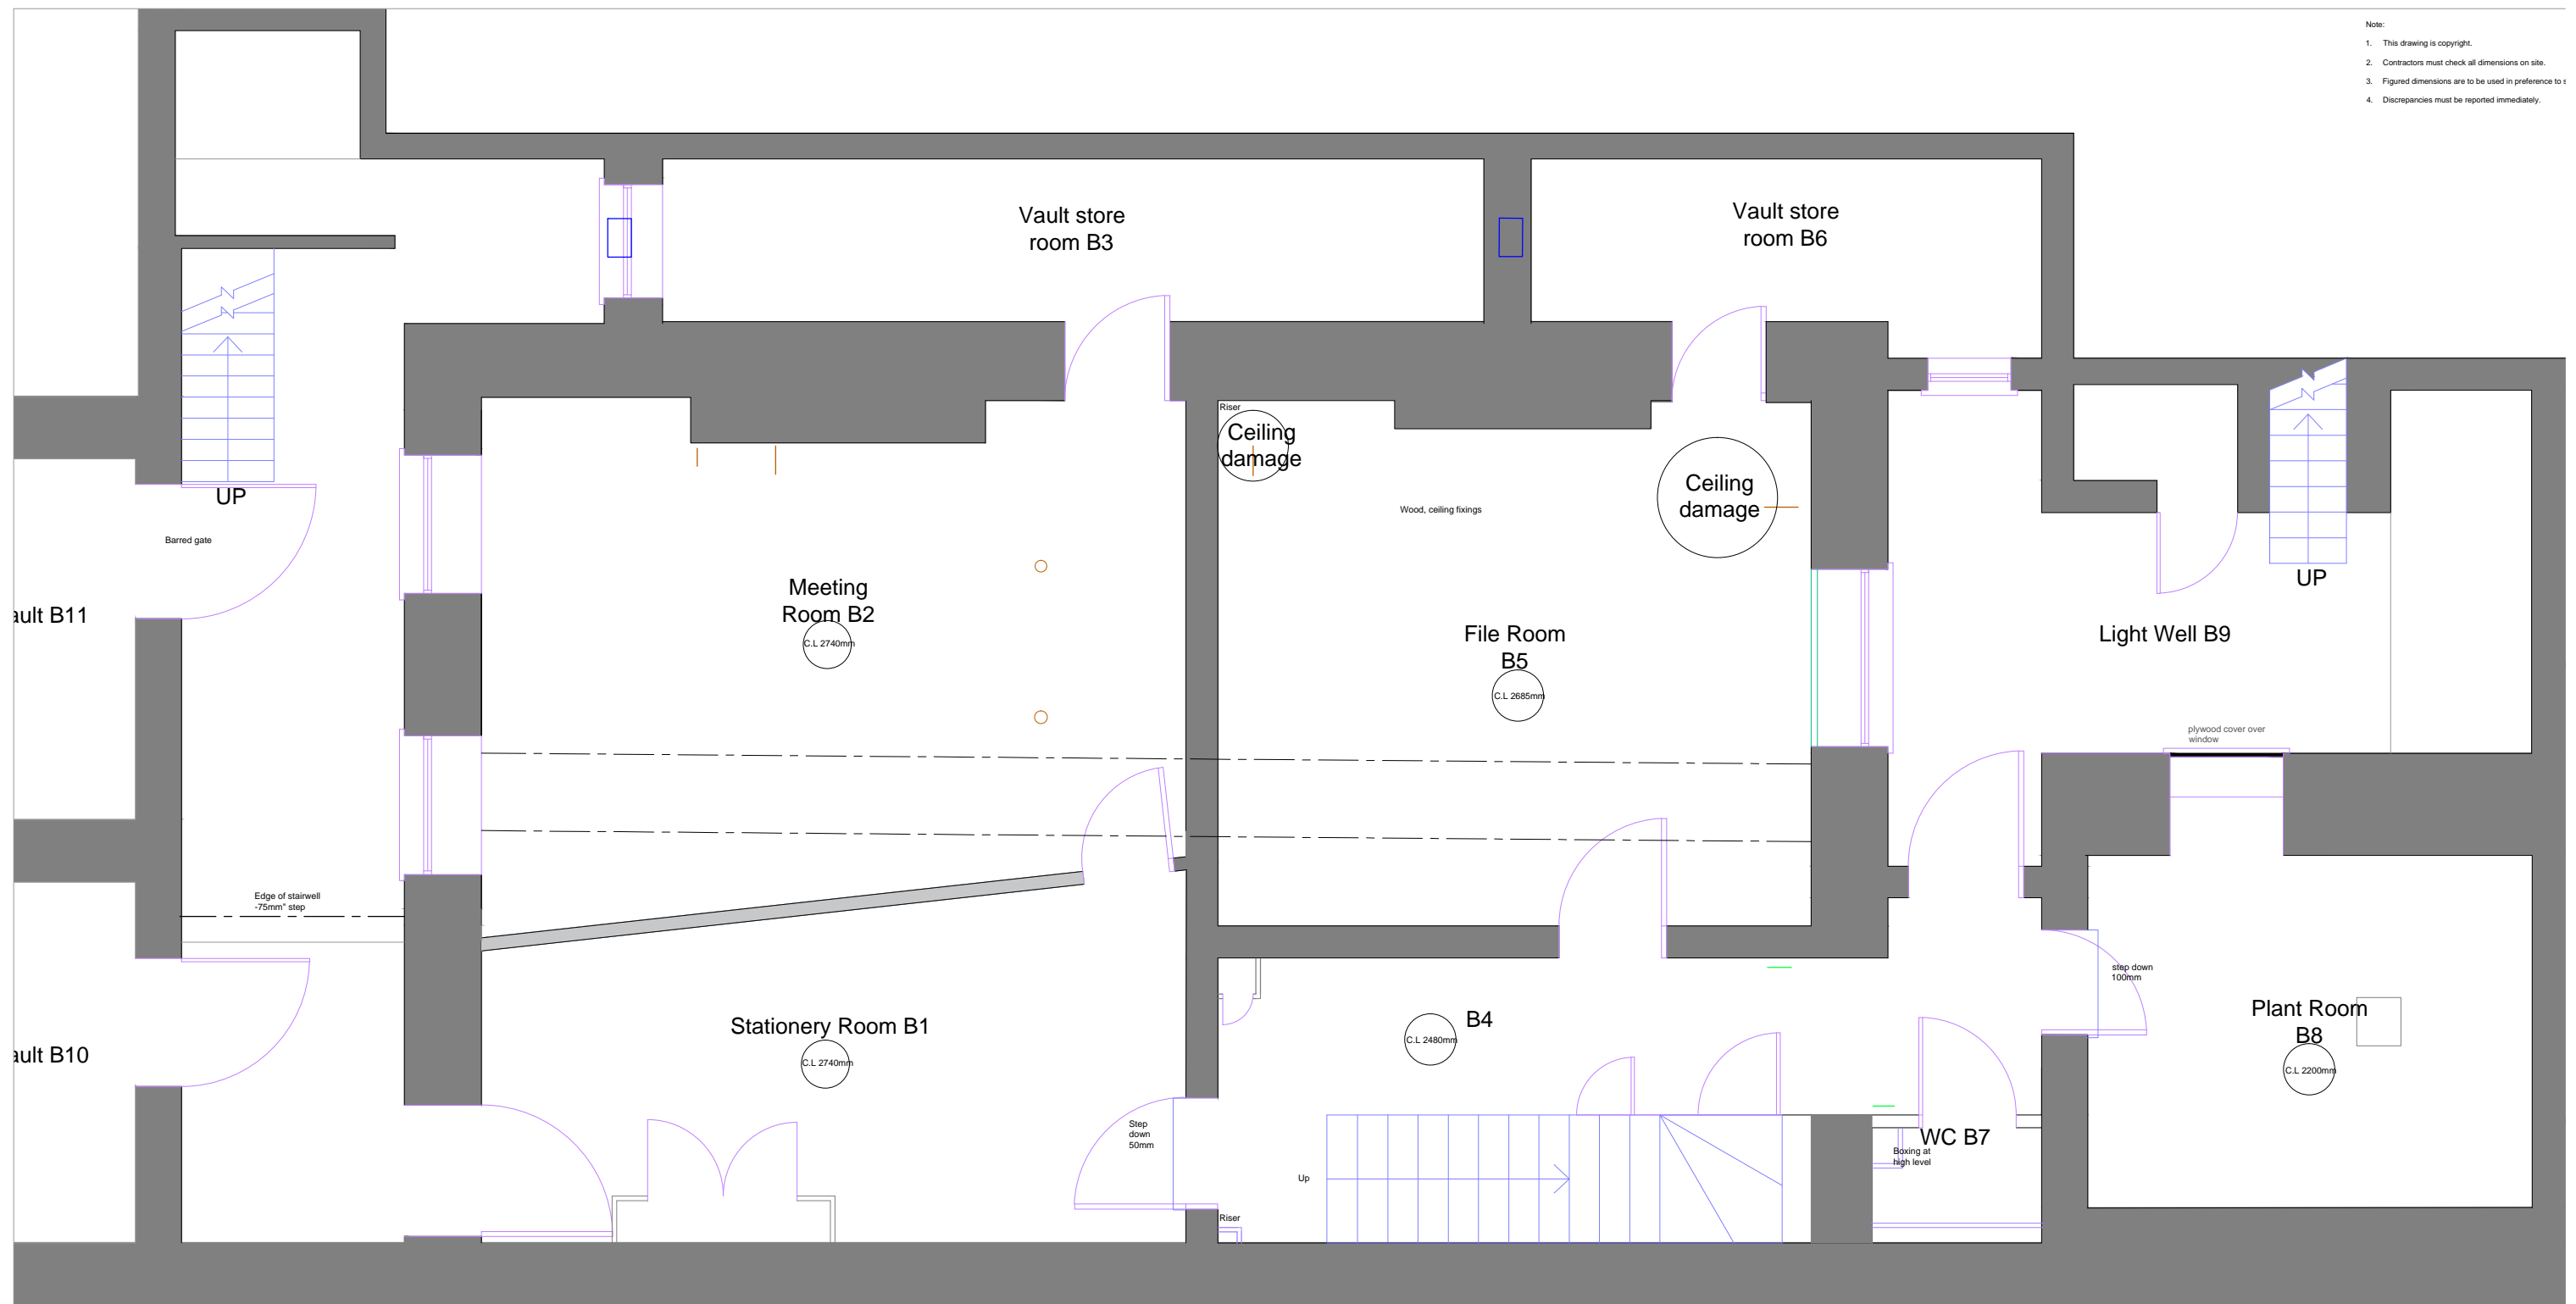 Note:
1. This drawing is copyright.
2. Contractors must check all dimensions on site.
3. Figured dimensions are to be used in preference to s
4. Discrepancies must be reported immediately.
Vault store
room B3
Vault store
room B6
Riser
Ceiling
damage
Ceiling
damage
Wood, ceiling fixings
UP
Barred gate
UP
Meeting
Room B2
C.L 2740mm
ault B11
File Room
B5
C.L 2685mm
Light Well B9
plywood cover over
window
Edge of stairwell
-75mm" step
step down
100mm
Plant Room
B8
C.L 2200mm
Stationery Room B1
C.L 2740mm
B4
C.L 2480mm
ault B10
Step
down
50mm
WC B7
Boxing at
high level
Up
Riser